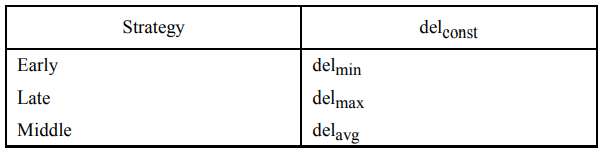 Strategy del_const
Early del_min
Late del_max
Middle del_avg